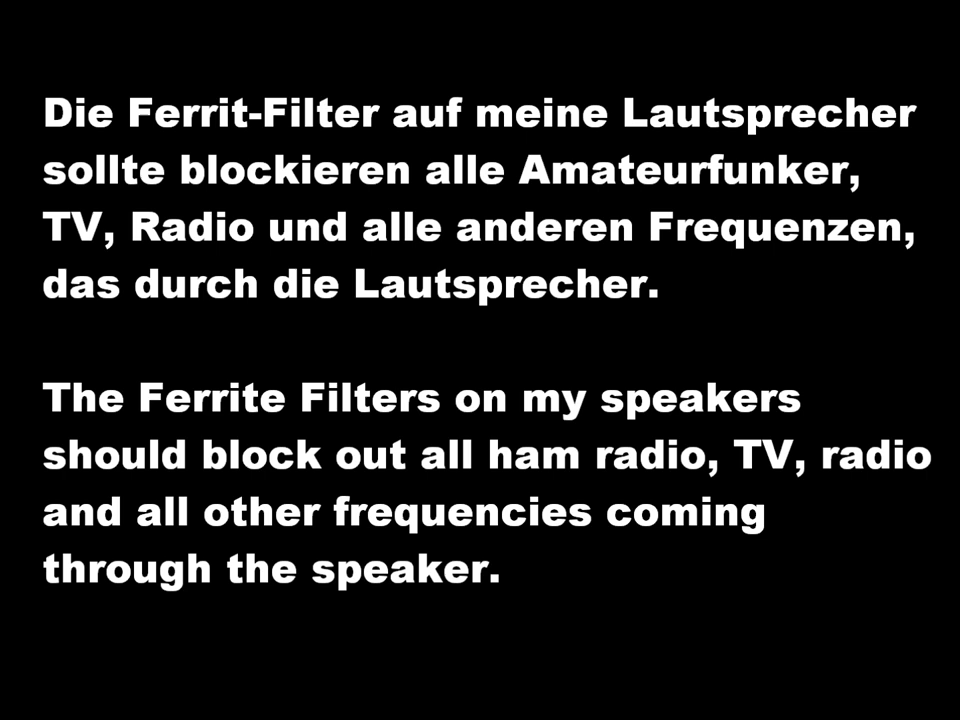 Die Ferrit-Filter auf meine Lautsprecher
sollte blockieren alle Amateurfunker,
TV, Radio und alle anderen Frequenzen,
das durch die Lautsprecher.
The Ferrite Filters on my speakers
should block out all ham radio, TV, radio
and all other frequencies coming
through the speaker.